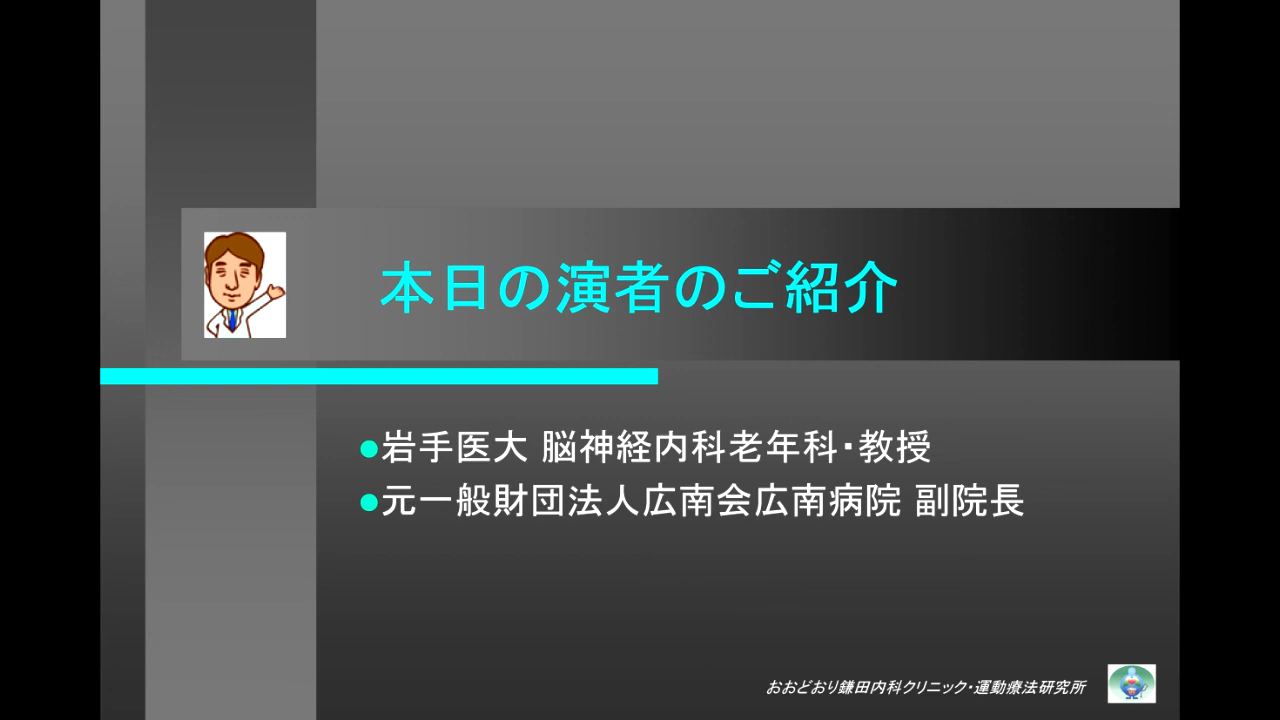 本日の演者のご紹介
●岩手医大 脳神経内科老年科・教授
●元一般財団法人広南会広南病院 副院長
おおどおり鎌田内科クリニック・運動療法研究所